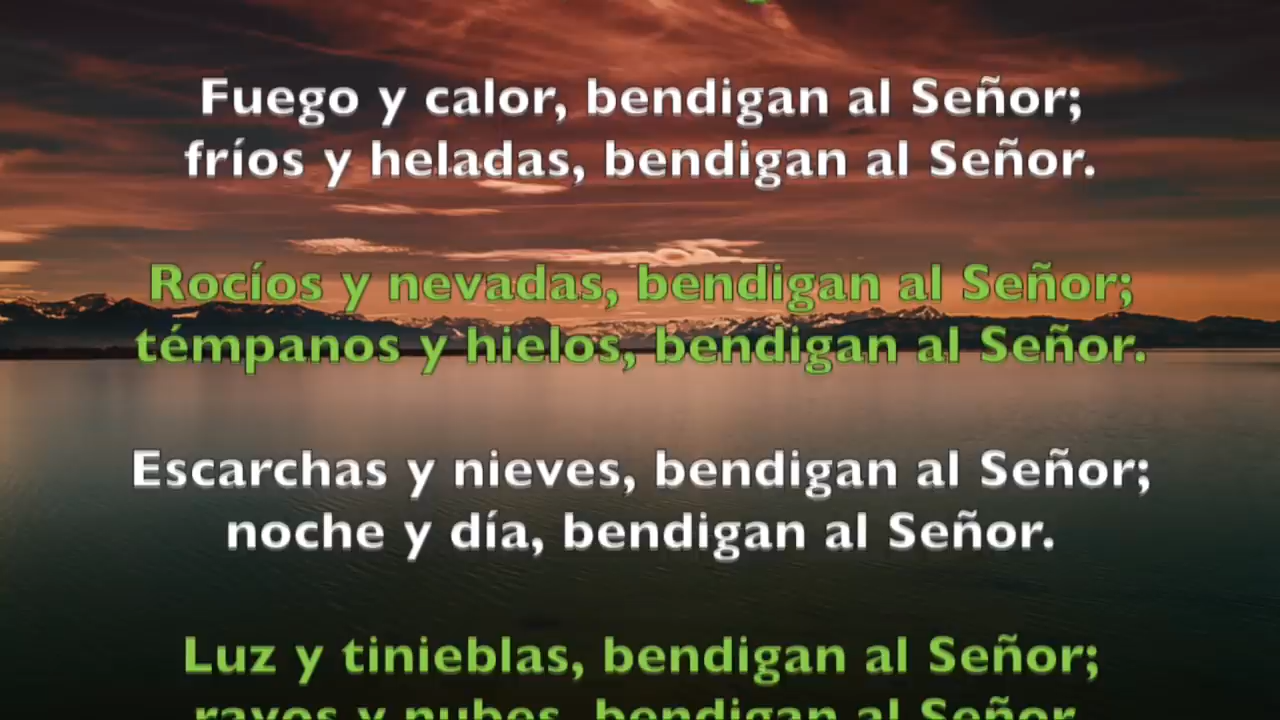 Fuego y calor, bendigan al Señor;
fríos y heladas, bendigan al Señor.
Rocíos y nevadas, bendigan al Señor;
témpanos y hielos, bendigan al Señor.
Escarchas y nieves, bendigan al Señor;
noche y día, bendigan al Señor.
Luz y tinieblas, bendigan al Señor;
rayos y nubes, bendigan al Señor.